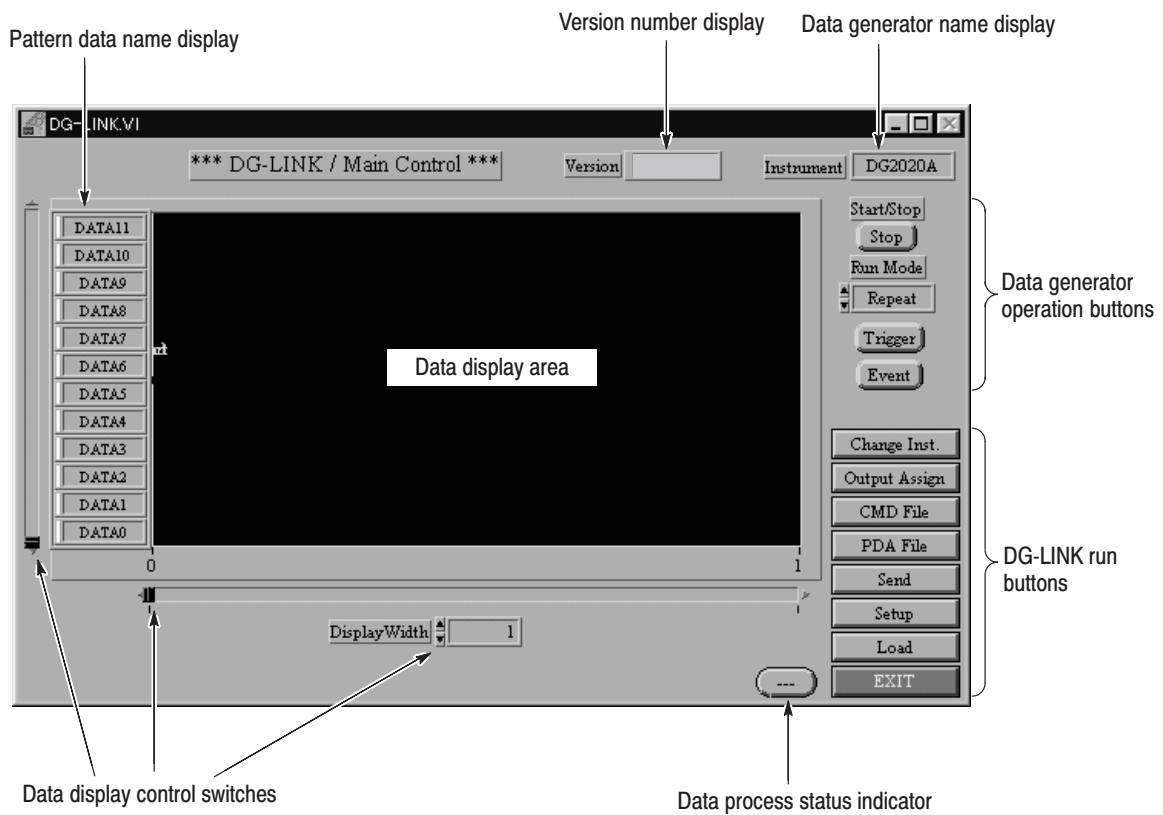 Version number display
Data generator name display
Pattern data name display
DG-LINK.VI
*** DG-LINK / Main Control ***
Version
Instrument
DG2020A
DATA11
DATA10
DATA9
DATA8
DATA7
DATA6
DATA5
DATA4
DATA3
DATA2
DATA1
DATA0
Data display area
0
1
DisplayWidth
1
Start/Stop
Stop
Run Mode
Repeat
Trigger
Event
Data generator
operation buttons
Change Inst.
Output Assign
CMD File
PDA File
Send
Setup
Load
EXIT
DG-LINK run
buttons
---
Data display control switches
Data process status indicator